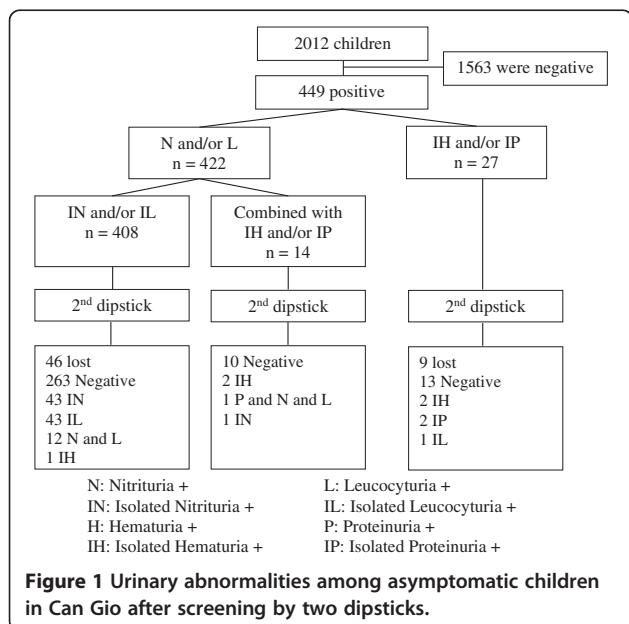 2012 children
1563 were negative
449 positive
N and/or L
n = 422
IH and/or IP
n = 27
IN and/or IL
n = 408
Combined with
IH and/or IP
n = 14
2nd dipstick
2nd dipstick
2nd dipstick
46 lost
263 Negative
43 IN
43 IL
12 N and L
1 IH
10 Negative
2 IH
1 P and N and L
1 IN
9 lost
13 Negative
2 IH
2 IP
1 IL
N: Nitrituria +
L: Leucocyturia +
IN: Isolated Nitrituria +
IL: Isolated Leucocyturia +
H: Hematuria +
P: Proteinuria +
IH: Isolated Hematuria +
IP: Isolated Proteinuria +
Figure 1 Urinary abnormalities among asymptomatic children
in Can Gio after screening by two dipsticks.